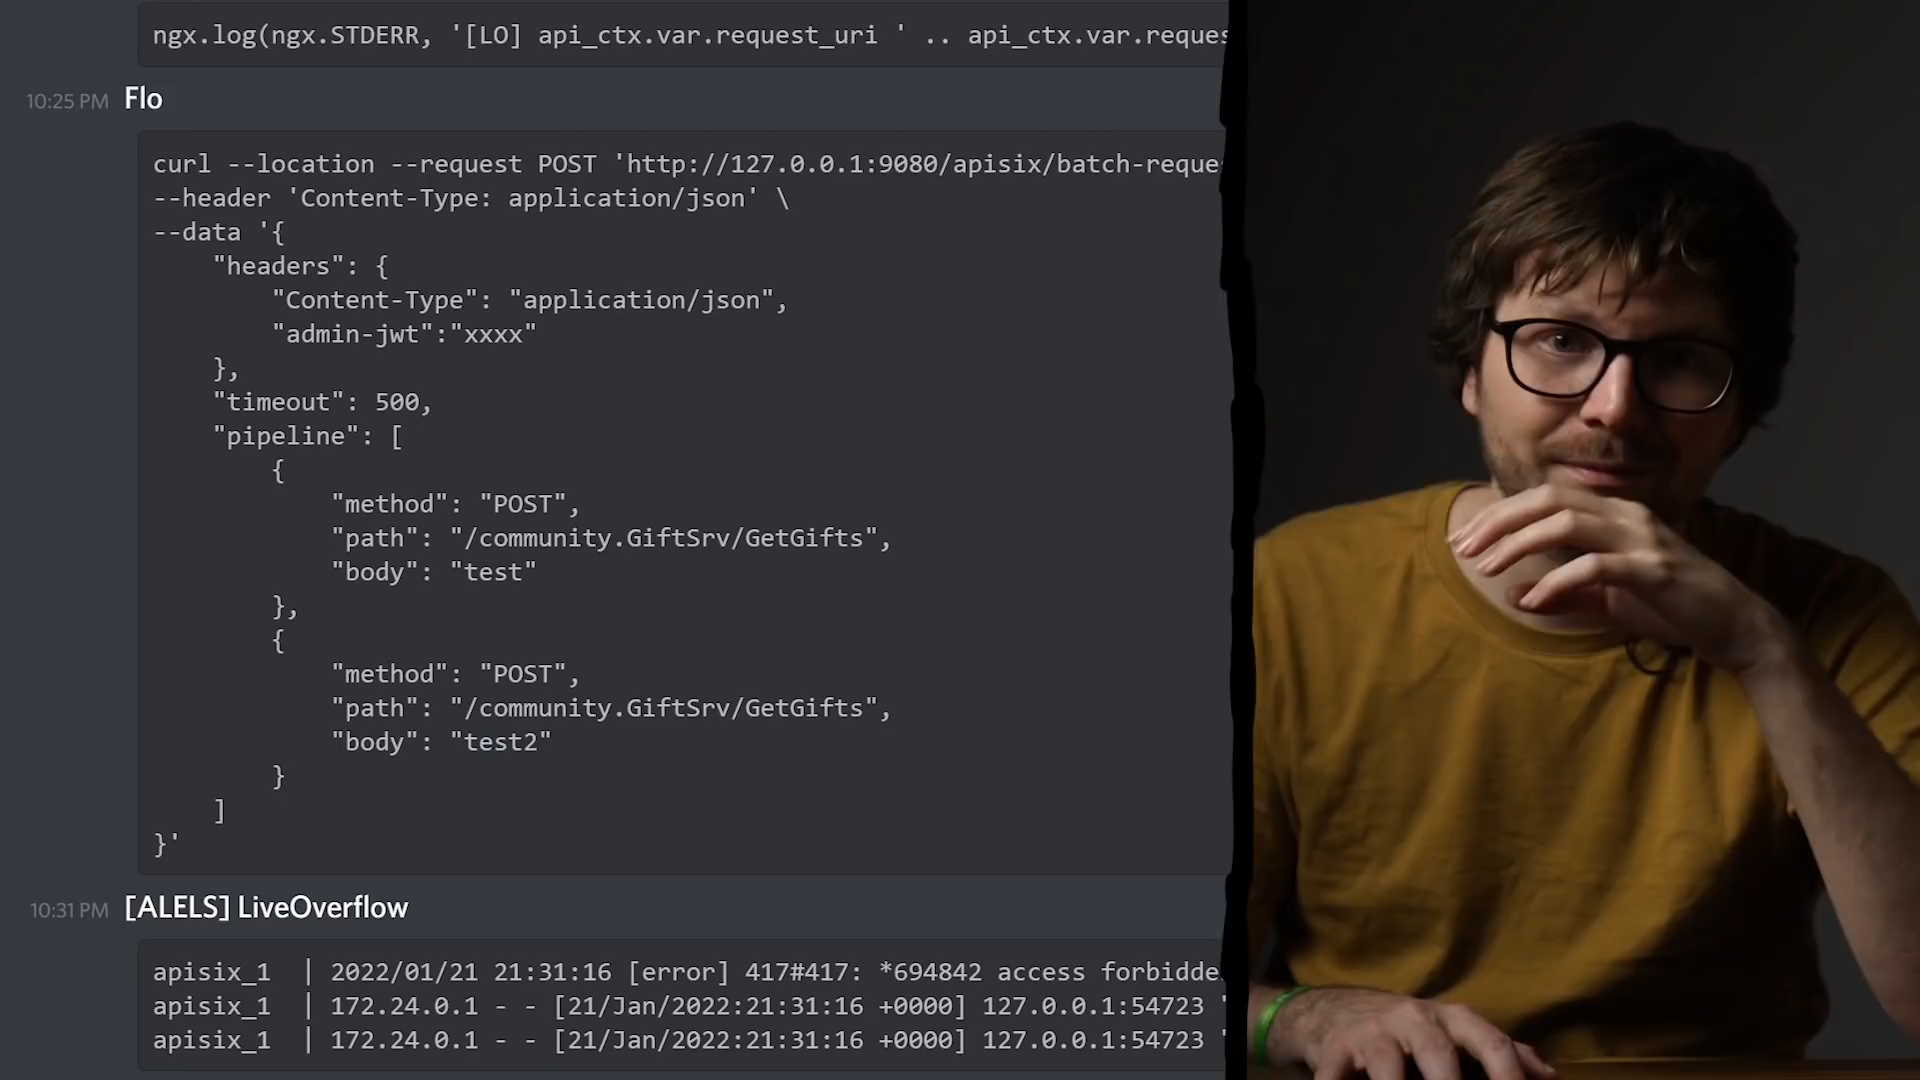 ngx.log(ngx.STDERR, '[LO] api_ctx.var.request_uri ' .. api_ctx.var.reques
10:25 PM Flo
curl --location --request POST 'http://127.0.0.1:9080/apisix/batch-reque
--header 'Content-Type: application/json' \
--data '{
    "headers": {
        "Content-Type": "application/json",
        "admin-jwt":"xxxx"
    },
    "timeout": 500,
    "pipeline": [
        {
            "method": "POST",
            "path": "/community.GiftSrv/GetGifts",
            "body": "test"
        },
        {
            "method": "POST",
            "path": "/community.GiftSrv/GetGifts",
            "body": "test2"
        }
    ]
}'
10:31 PM [ALELS] LiveOverflow
apisix_1  | 2022/01/21 21:31:16 [error] 417#417: *694842 access forbidde
apisix_1  | 172.24.0.1 - - [21/Jan/2022:21:31:16 +0000] 127.0.0.1:54723 "
apisix_1  | 172.24.0.1 - - [21/Jan/2022:21:31:16 +0000] 127.0.0.1:54723 "